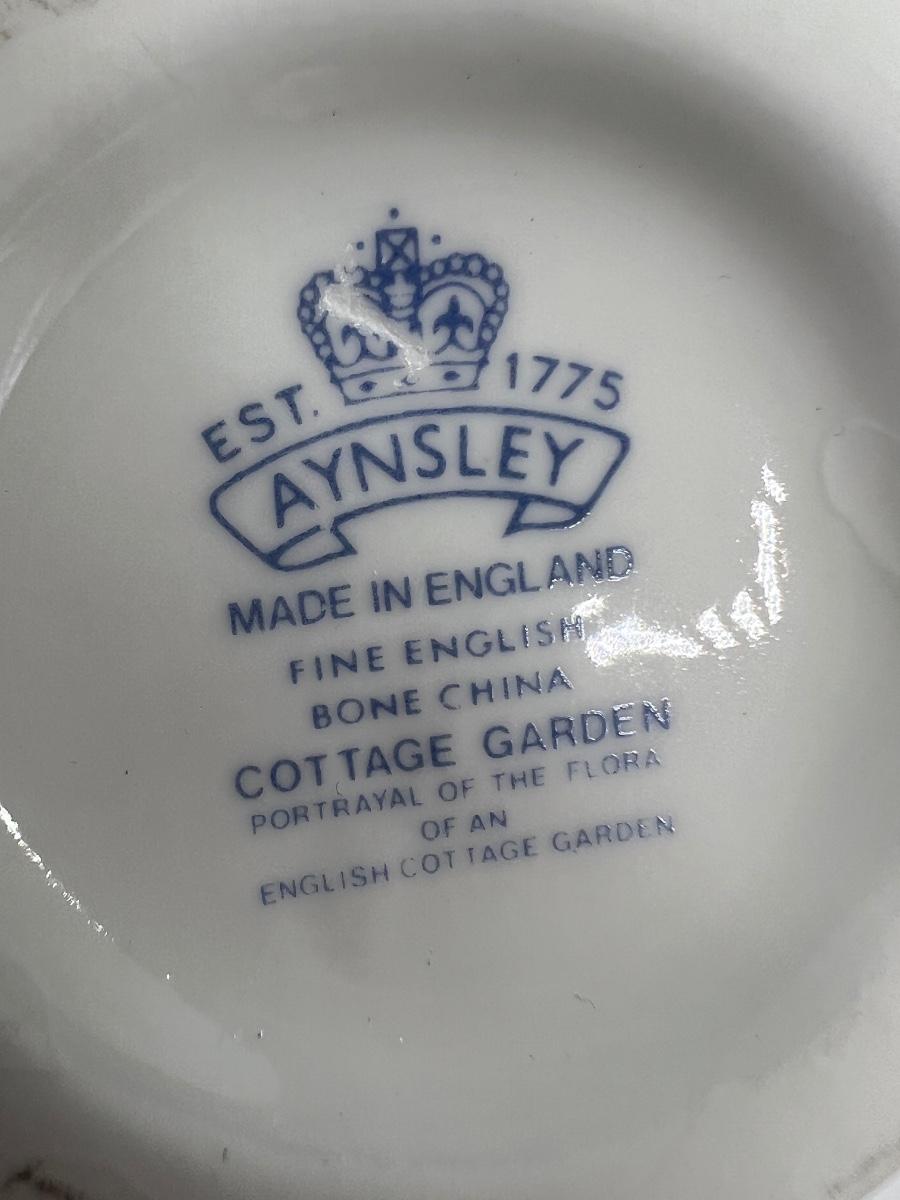 EST. 1775
AYNSLEY
MADE IN ENGLAND
FINE ENGLISH
BONE CHINA
COTTAGE GARDEN
PORTRAYAL OF THE FLORA
OF AN
ENGLISH COTTAGE GARDEN